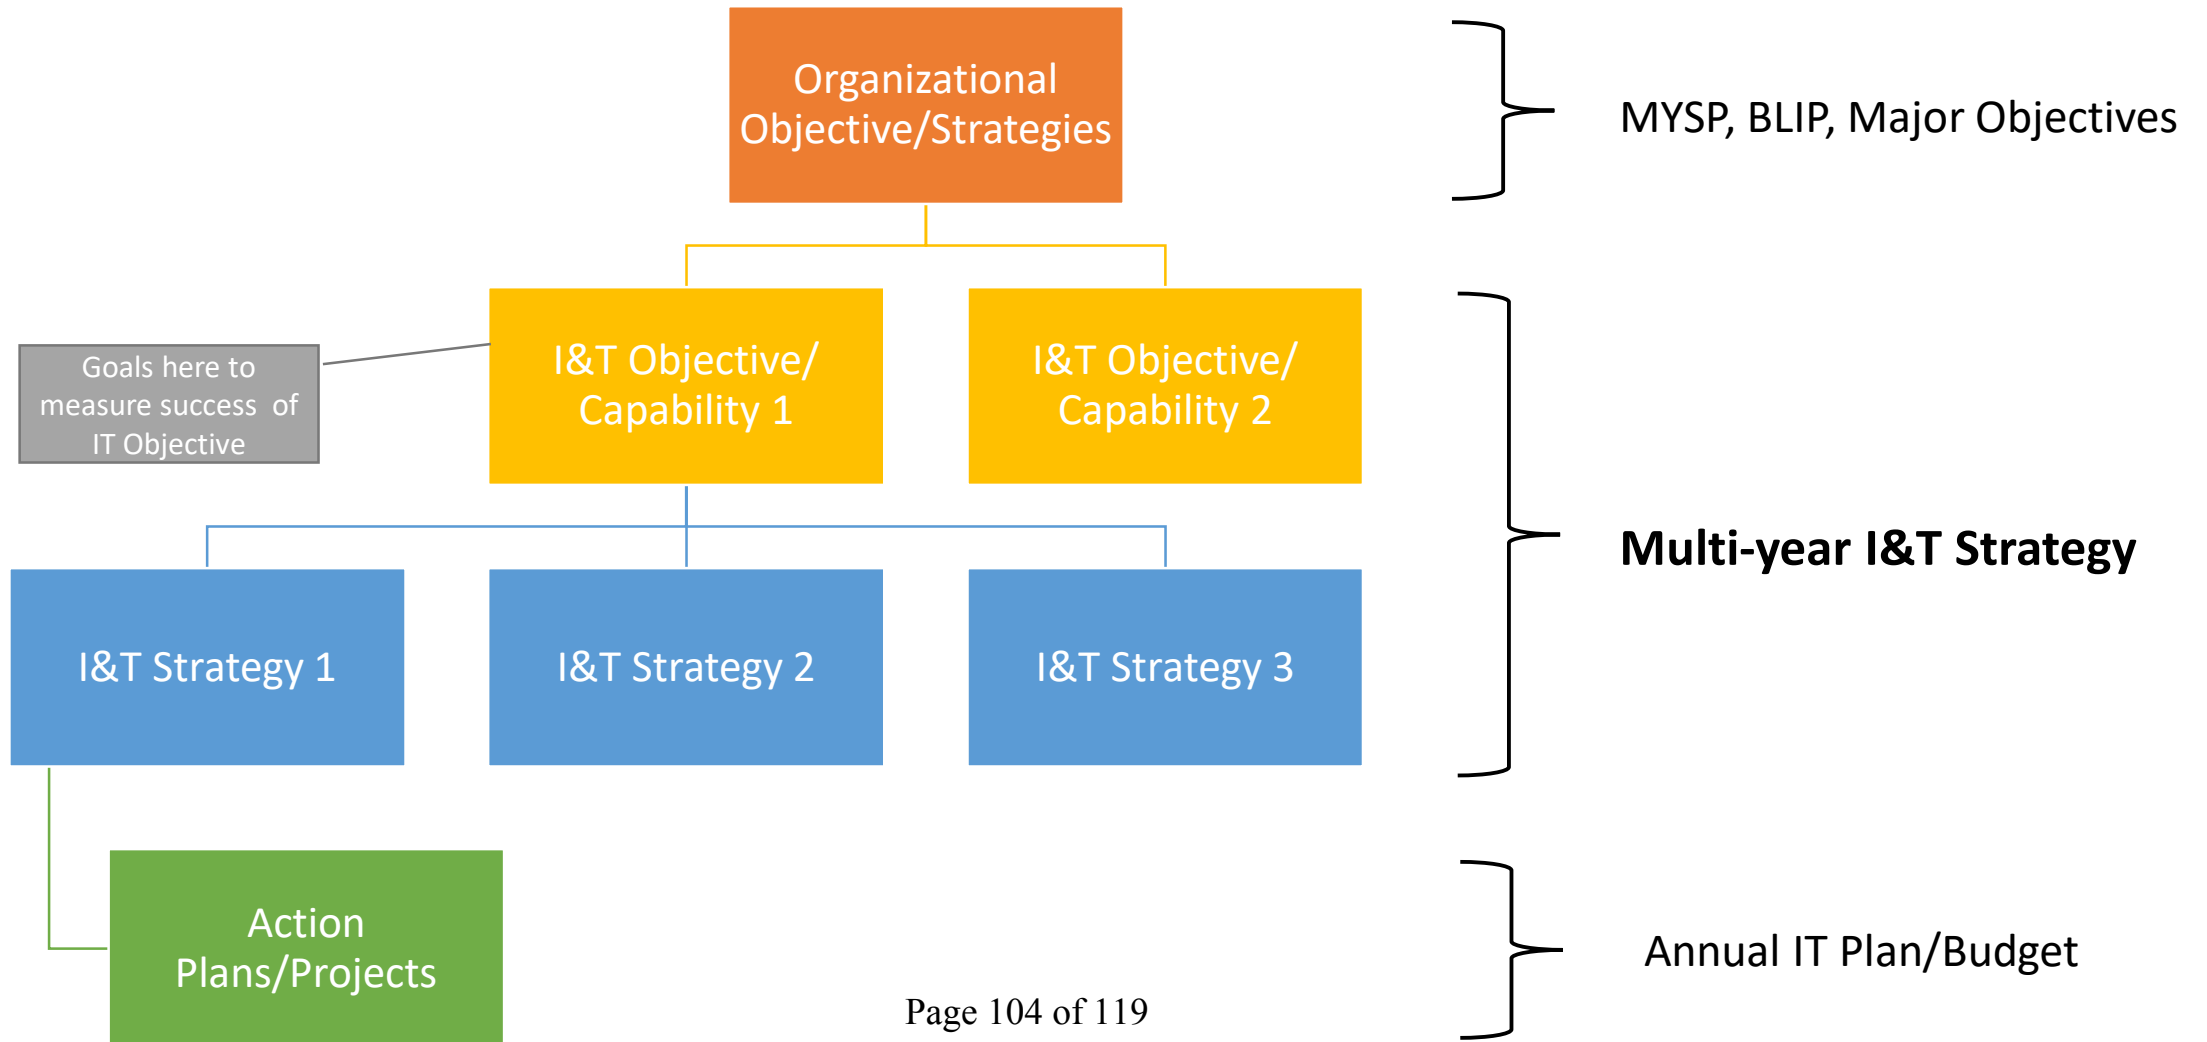 Organizational
Objective/Strategies
MYSP, BLIP, Major Objectives
Goals here to
measure success  of
IT Objective
I&T Objective/
Capability 1
I&T Objective/
Capability 2
Multi-year I&T Strategy
I&T Strategy 1
I&T Strategy 2
I&T Strategy 3
Action
Plans/Projects
Annual IT Plan/Budget
Page 104 of 119